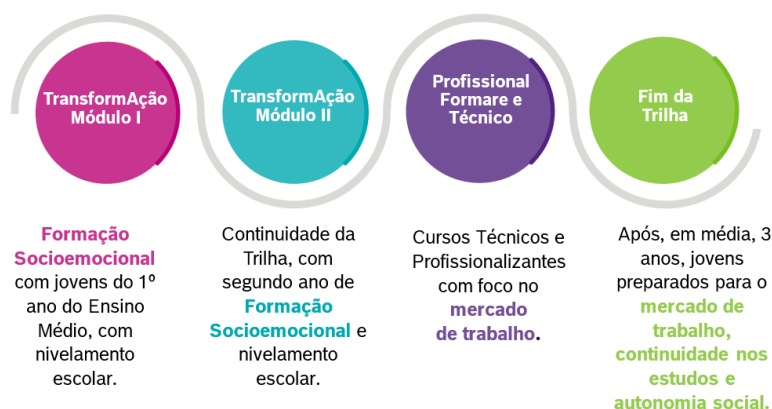 TransformAção
Módulo I
TransformAção
Módulo II
Profissional
Formare e
Técnico
Fim da
Trilha
Formação
Socioemocional
com jovens do 1º
ano do Ensino
Médio, com
nivelamento
escolar.
Continuidade da
Trilha, com
segundo ano de
Formação
Socioemocional e
nivelamento
escolar.
Cursos Técnicos e
Profissionalizantes
com foco no
mercado
de trabalho.
Após, em média, 3
anos, jovens
preparados para o
mercado de
trabalho,
continuidade nos
estudos e
autonomia social.